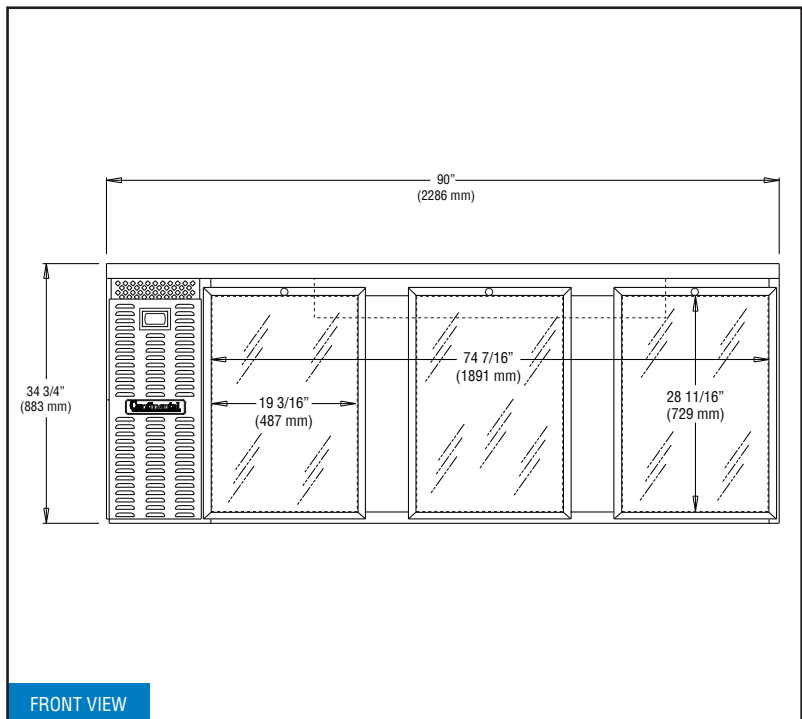 90”
(2286 mm)
34 3/4”
(883 mm)
Continental
74 7/16”
(1891 mm)
19 3/16”
(487 mm)
28 11/16”
(729 mm)
FRONT VIEW